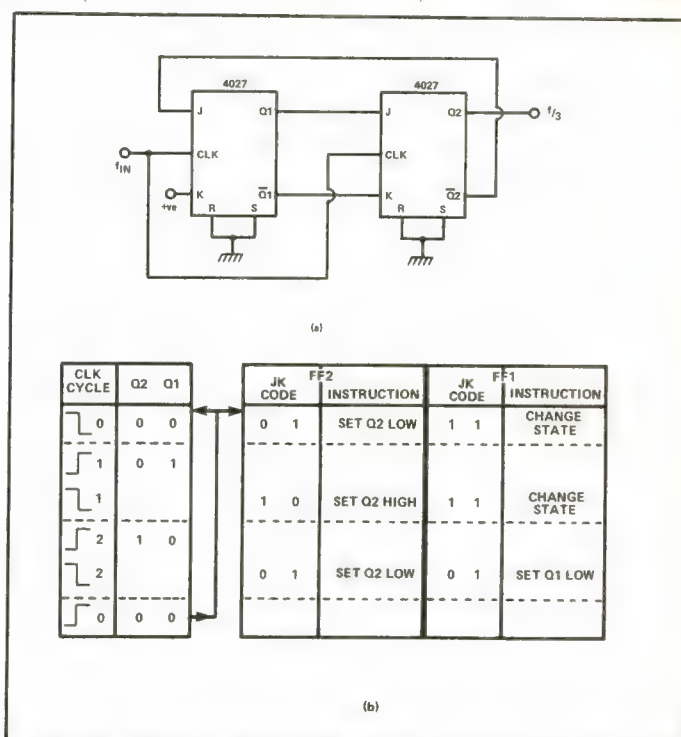 4027 4027
J Q1 J Q2 f/3
fIN CLK CLK
+ve K Q̅1̅ K Q̅2̅
R S R S
(a)
CLK CYCLE Q2 Q1
0 0 0
1 0 1
1
2 1 0
2
0 0 0
FF2 FF1
JK CODE INSTRUCTION JK CODE INSTRUCTION
0 1 SET Q2 LOW 1 1 CHANGE STATE
1 0 SET Q2 HIGH 1 1 CHANGE STATE
0 1 SET Q2 LOW 0 1 SET Q1 LOW
(b)